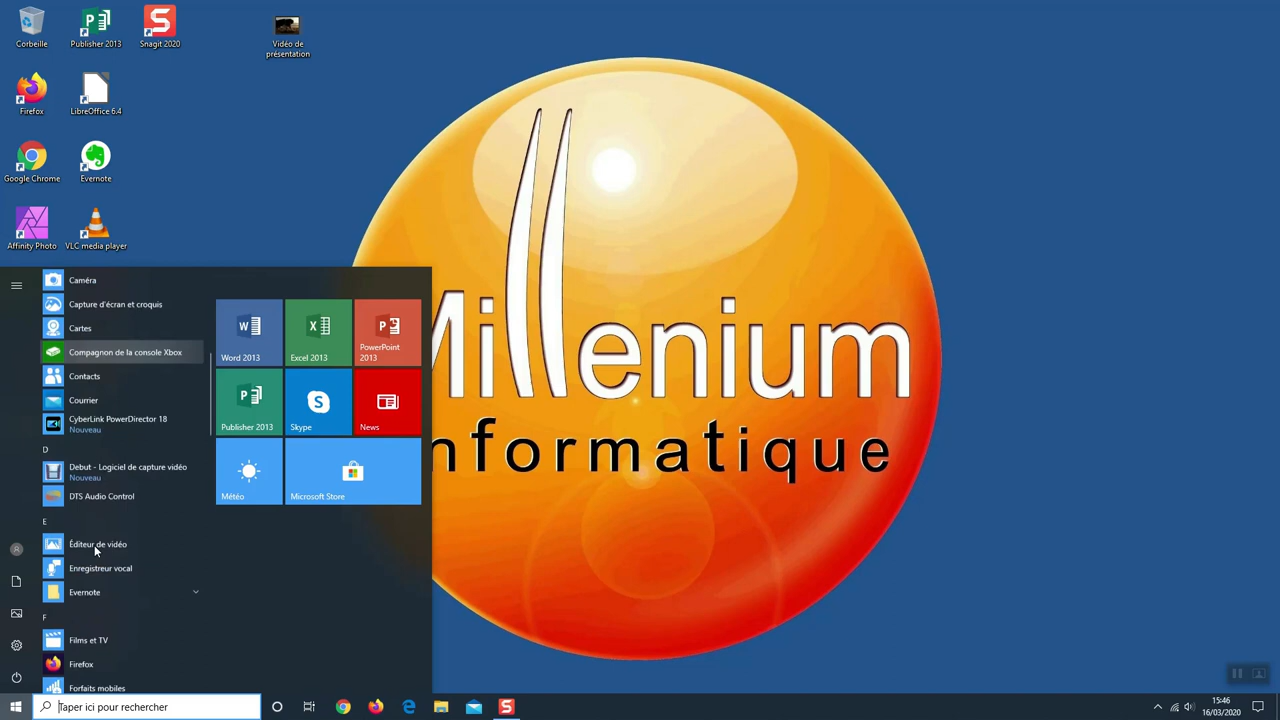 Corbeille
Publisher 2013
Snagit 2020
Vidéo de
présentation
Firefox
LibreOffice 6.4
Google Chrome
Evernote
Affinity Photo
VLC media player
Millenium
Informatique
Caméra
Capture d'écran et croquis
Cartes
Compagnon de la console Xbox
Contacts
Courrier
CyberLink PowerDirector 18
Nouveau
D
Debut - Logiciel de capture vidéo
Nouveau
DTS Audio Control
E
Éditeur de vidéo
Enregistreur vocal
Evernote
F
Films et TV
Firefox
Forfaits mobiles
Word 2013
Excel 2013
PowerPoint
2013
Publisher 2013
Skype
News
Météo
Microsoft Store
Taper ici pour rechercher
15:46
16/03/2020